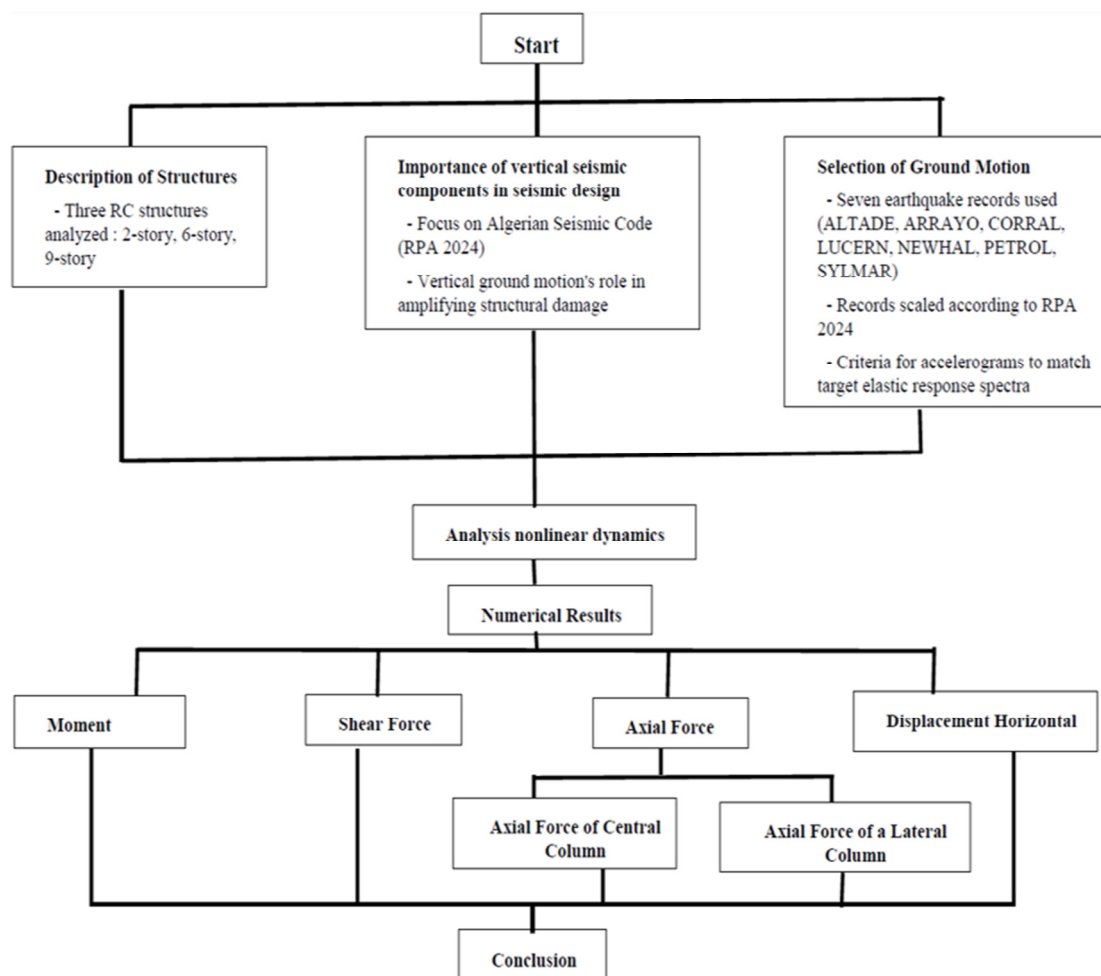 Start
Description of Structures
- Three RC structures
analyzed : 2-story, 6-story,
9-story
Importance of vertical seismic
components in seismic design
- Focus on Algerian Seismic Code
(RPA 2024)
- Vertical ground motion's role in
amplifying structural damage
Selection of Ground Motion
- Seven earthquake records used
(ALTADE, ARRAYO, CORRAL,
LUCERN, NEWHAL, PETROL,
SYLMAR)
- Records scaled according to RPA
2024
- Criteria for accelerograms to match
target elastic response spectra
Analysis nonlinear dynamics
Numerical Results
Moment
Shear Force
Axial Force
Displacement Horizontal
Axial Force of Central
Column
Axial Force of a Lateral
Column
Conclusion